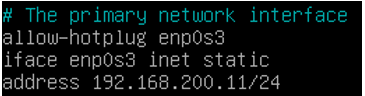 # The primary network interface
allow-hotplug enp0s3
iface enp0s3 inet static
address 192.168.200.11/24